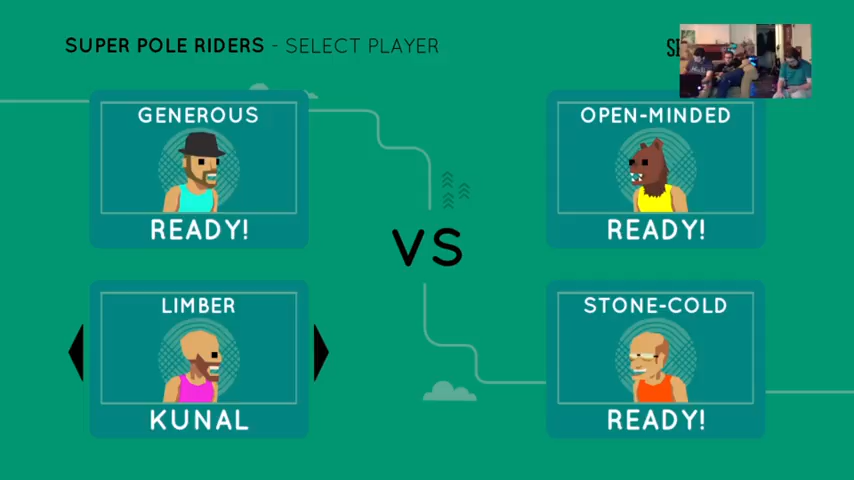 SUPER POLE RIDERS - SELECT PLAYER
GENEROUS
READY!
OPEN-MINDED
READY!
VS
LIMBER
KUNAL
STONE-COLD
READY!